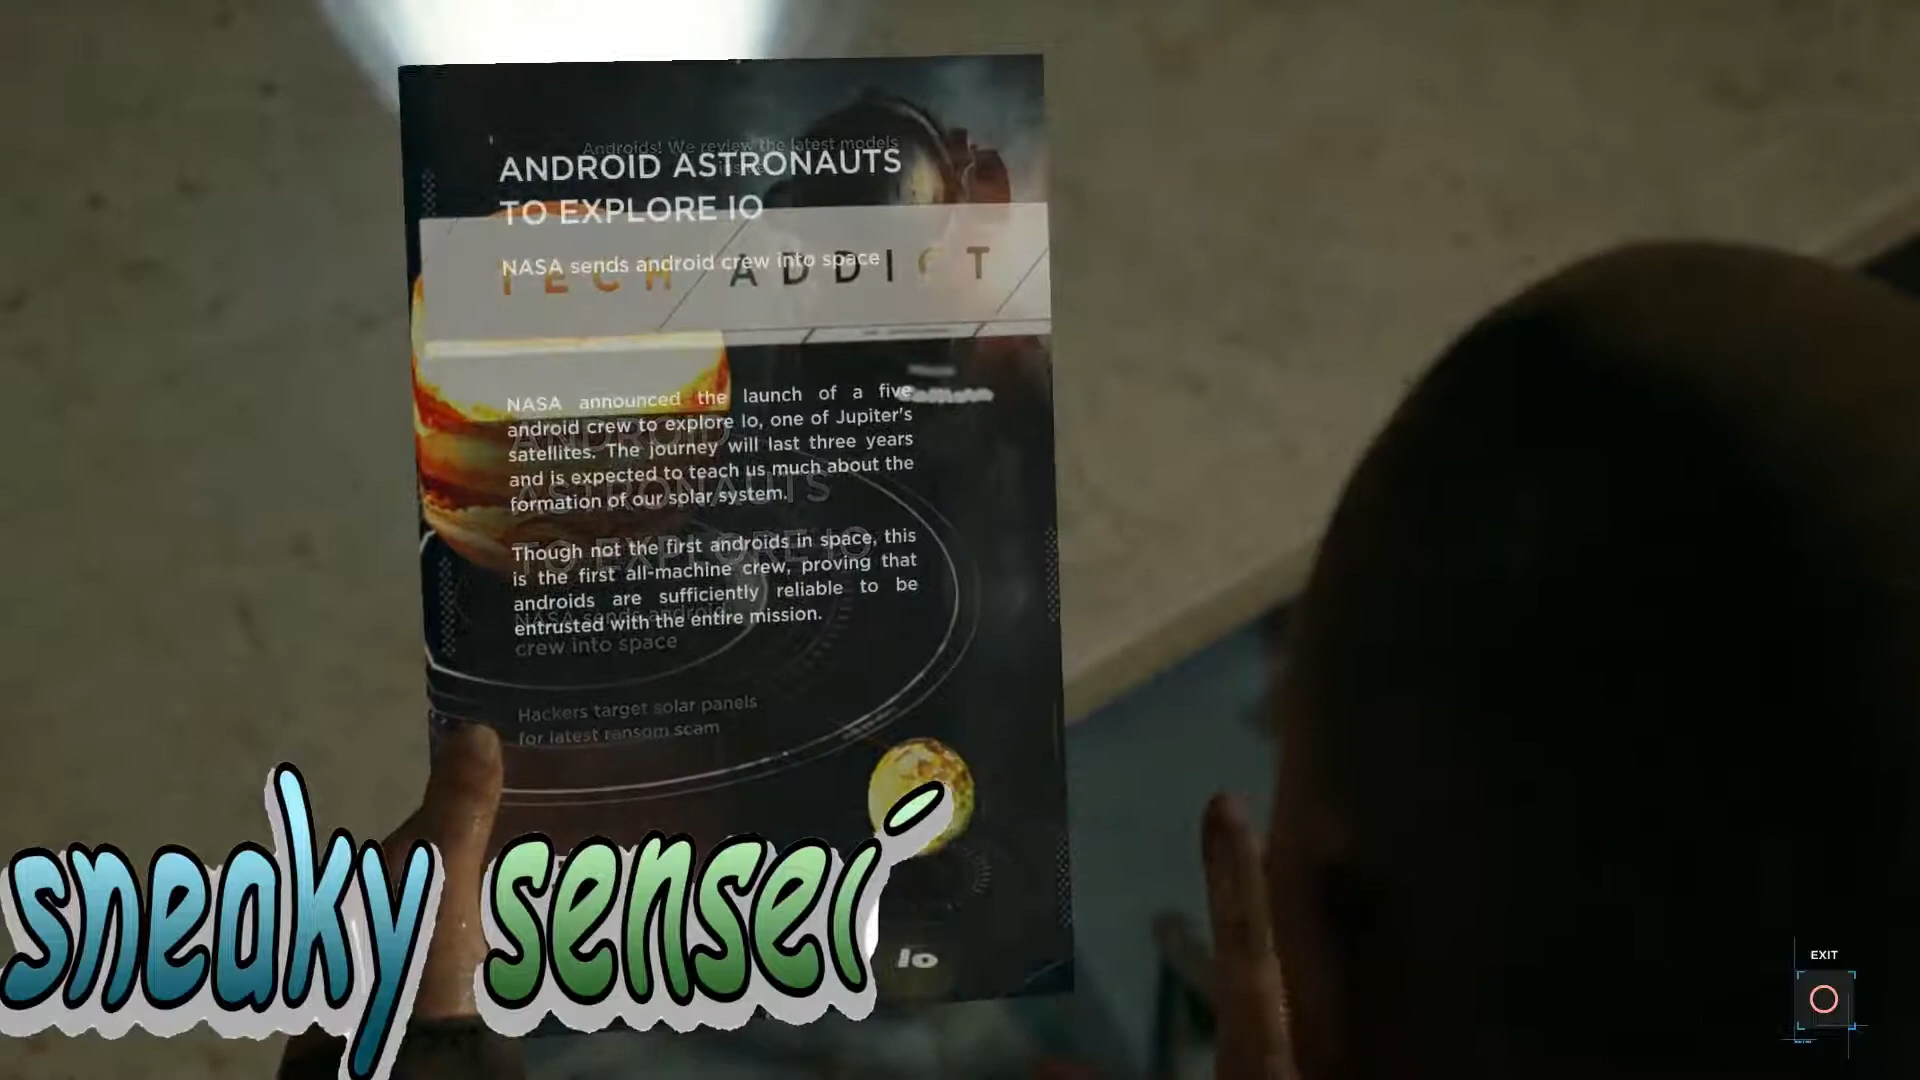 Androids! We review the latest models
ANDROID ASTRONAUTS
TO EXPLORE IO
NASA sends android crew into space
TECH ADDICT
NASA announced the launch of a five
android crew to explore Io, one of Jupiter's
satellites. The journey will last three years
and is expected to teach us much about the
formation of our solar system.
ANDROID
ASTRONAUTS
TO EXPLORE IO
Though not the first androids in space, this
is the first all-machine crew, proving that
androids are sufficiently reliable to be
entrusted with the entire mission.
NASA sends android
crew into space
Hackers target solar panels
for latest ransom scam
sneaky sensei
Io
EXIT